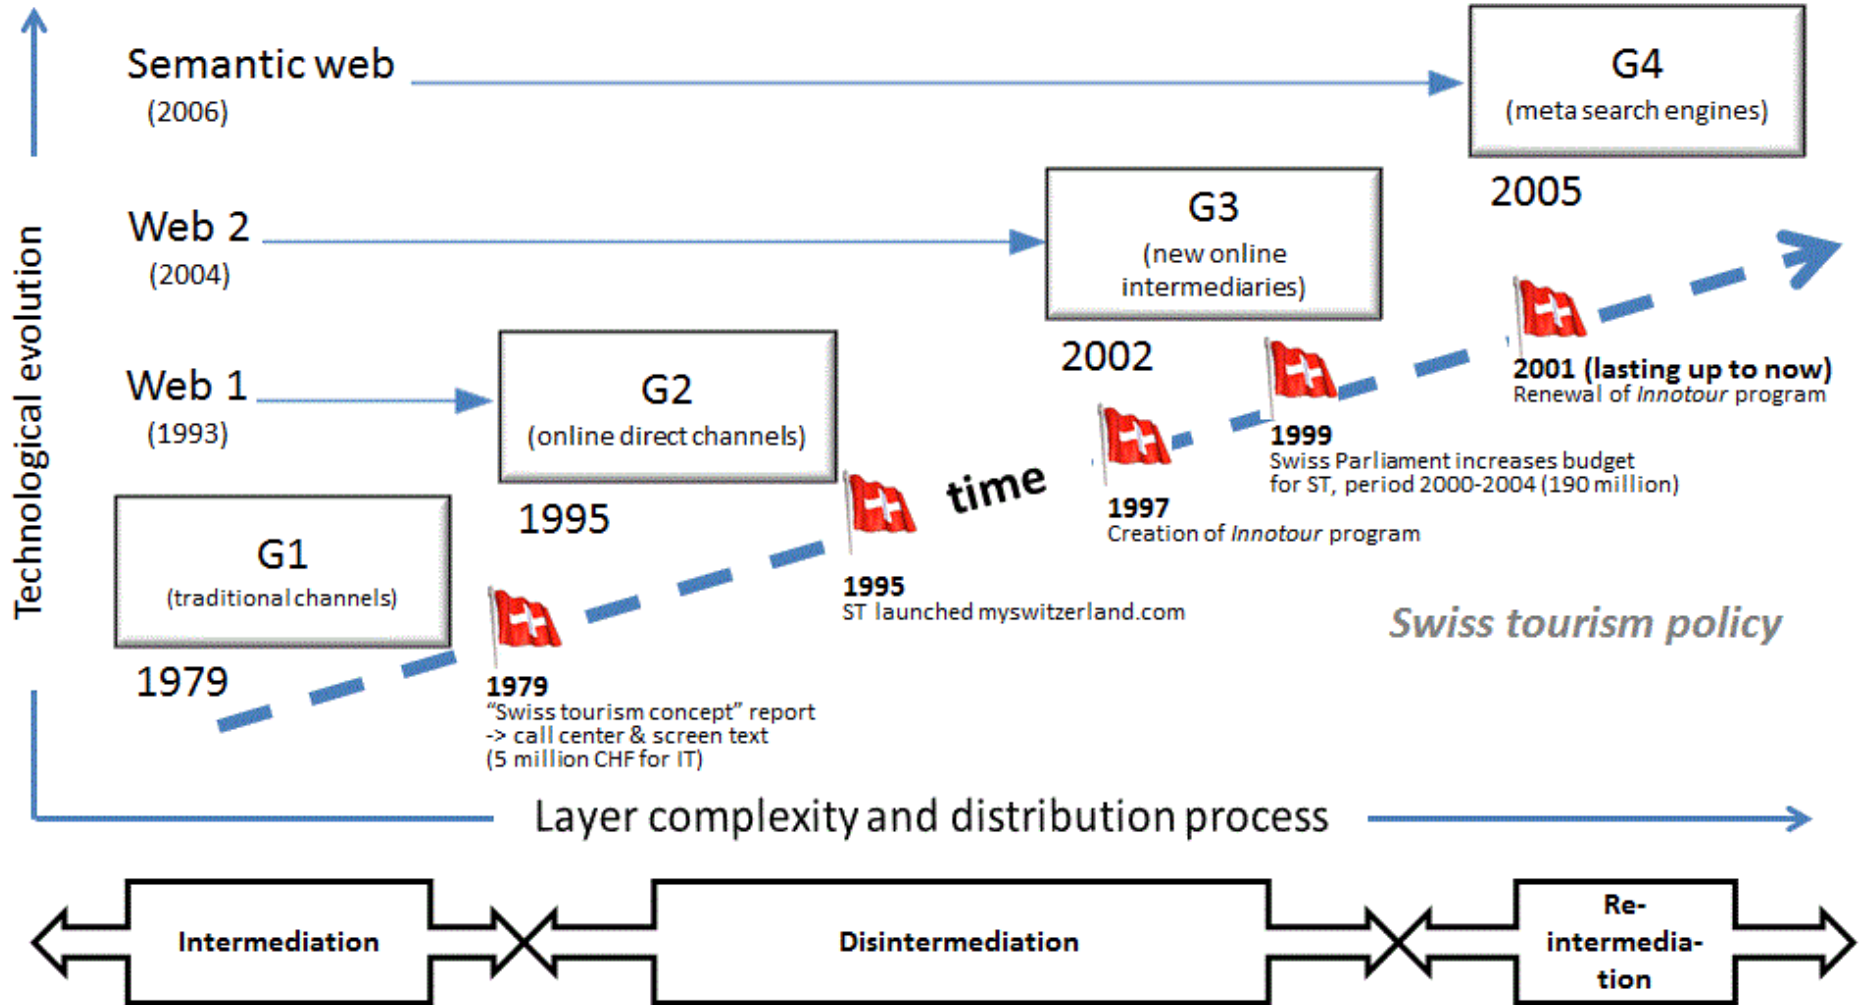 Semantic web
(2006)
G4
(meta search engines)
2005
Web 2
(2004)
G3
(new online
intermediaries)
2002
Web 1
(1993)
G2
(online direct channels)
1995
G1
(traditional channels)
1979
Technological evolution
time
1979
“Swiss tourism concept” report
-> call center & screen text
(5 million CHF for IT)
1995
ST launched myswitzerland.com
1997
Creation of Innotour program
1999
Swiss Parliament increases budget
for ST, period 2000-2004 (190 million)
2001 (lasting up to now)
Renewal of Innotour program
Swiss tourism policy
Layer complexity and distribution process
Intermediation
Disintermediation
Re-
intermedia-
tion